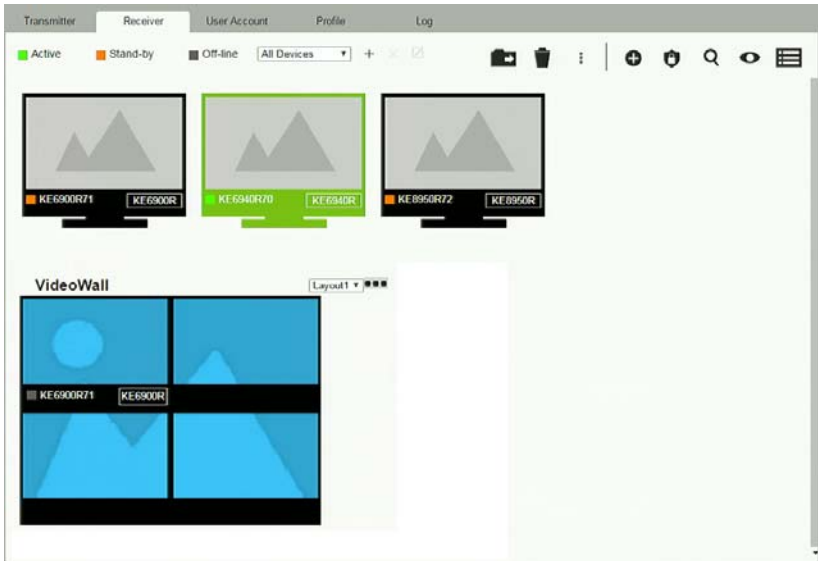 Transmitter Receiver User Account Profile Log
Active Stand-by Off-line All Devices
KE6900R71 KE6900R KE6940R70 KE6940R KE8950R72 KE8950R
VideoWall Layout1
KE6900R71 KE6900R